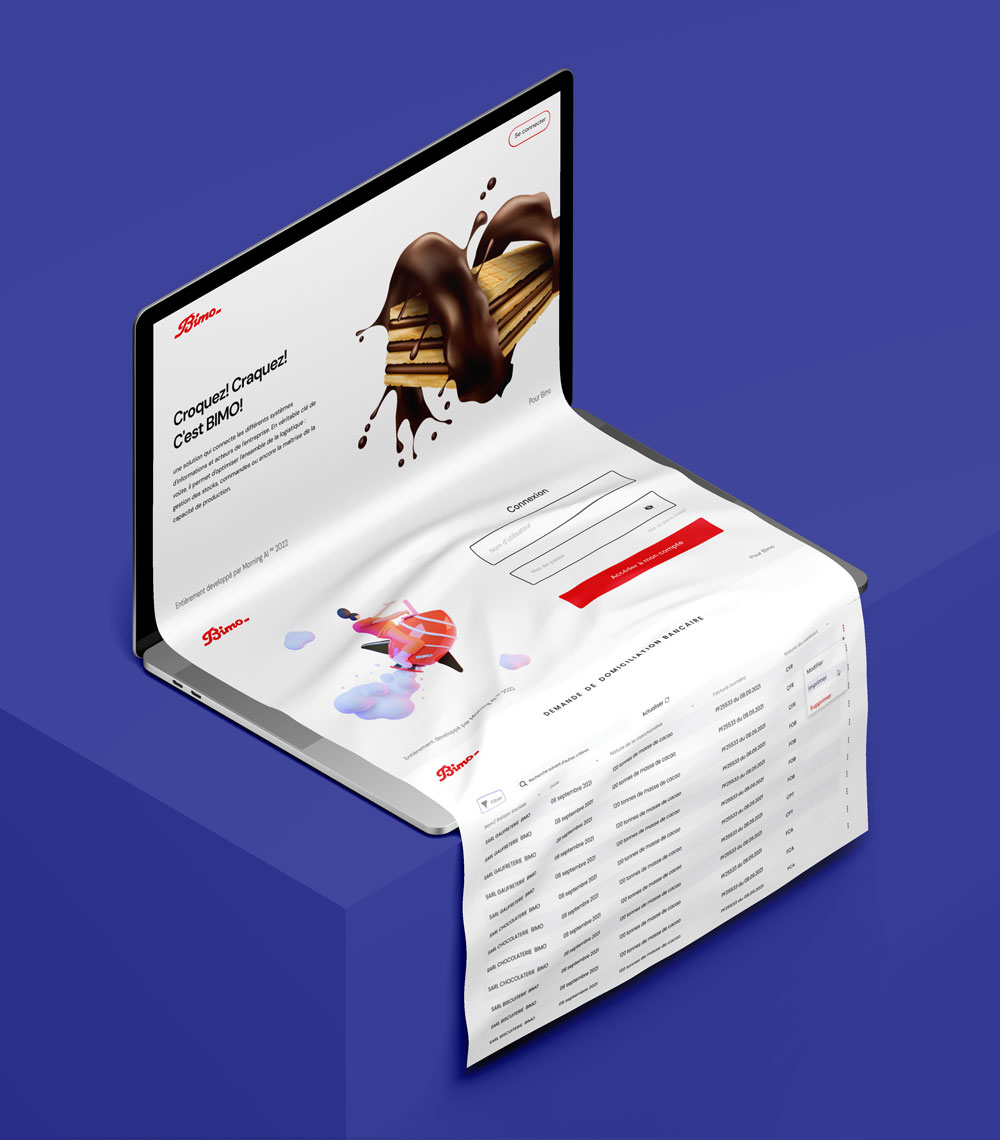 Se connecter
Bimo_
Croquez! Craquez!
C'est BIMO!
une solution qui connecte les différents systèmes
d'informations et acteurs de l'entreprise. En véritable clé de
voûte, il permet d'optimiser l'ensemble de la logistique :
gestion des stocks, commandes ou encore la maîtrise de la
capacité de production.
Pour Bimo
Entièrement developpé par Morning AI ™ 2022
Bimo_
Connexion
Nom d'utilisateur
Mot de passe
Accéder à mon compte
Pour Bimo
Entièrement developpé par Morning AI ™ 2022
Bimo_
DEMANDE DE DOMICILIATION BANCAIRE
Actualiser
Filtrer
Recherche suivant d'autres critères
Nom/ Raison Sociale
Nature de la marchandise
Facture numéro
Modifier
Imprimer
Supprimer
SARL GAUFRETERIE BIMO 08 septembre 2021 120 tonnes de masse de cacao PF25533 du 08.09.2021 CFR
SARL GAUFRETERIE BIMO 08 septembre 2021 120 tonnes de masse de cacao PF25533 du 08.09.2021 CFR
SARL GAUFRETERIE BIMO 08 septembre 2021 120 tonnes de masse de cacao PF25533 du 08.09.2021 CFR
SARL GAUFRETERIE BIMO 08 septembre 2021 120 tonnes de masse de cacao PF25533 du 08.09.2021 FOB
SARL CHOCOLATERIE BIMO 08 septembre 2021 120 tonnes de masse de cacao PF25533 du 08.09.2021 FOB
SARL CHOCOLATERIE BIMO 08 septembre 2021 120 tonnes de masse de cacao PF25533 du 08.09.2021 FOB
SARL CHOCOLATERIE BIMO 08 septembre 2021 120 tonnes de masse de cacao PF25533 du 08.09.2021 CPT
SARL BISCUITERIE BIMO 08 septembre 2021 120 tonnes de masse de cacao PF25533 du 08.09.2021 CPT
SARL BISCUITERIE BIMO 08 septembre 2021 120 tonnes de masse de cacao PF25533 du 08.09.2021 FCA
SARL BISCUITERIE BIMO 08 septembre 2021 120 tonnes de masse de cacao PF25533 du 08.09.2021 FCA